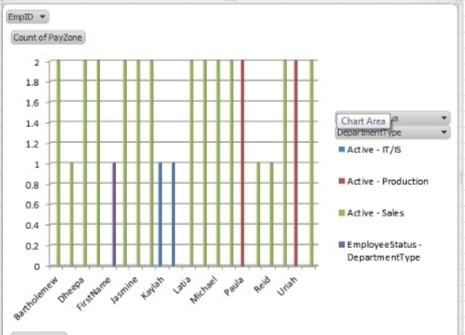 EmpID
Count of PayZone
2
1.8
1.6
1.4
1.2
1
0.8
0.6
0.4
0.2
0
Bartholemew
Dheepa
FirstName
Jasmine
Kaylah
Latia
Michael
Paula
Reid
Uriah
Chart Area
us
DepartmentType
Active - IT/IS
Active - Production
Active - Sales
EmployeeStatus -
DepartmentType